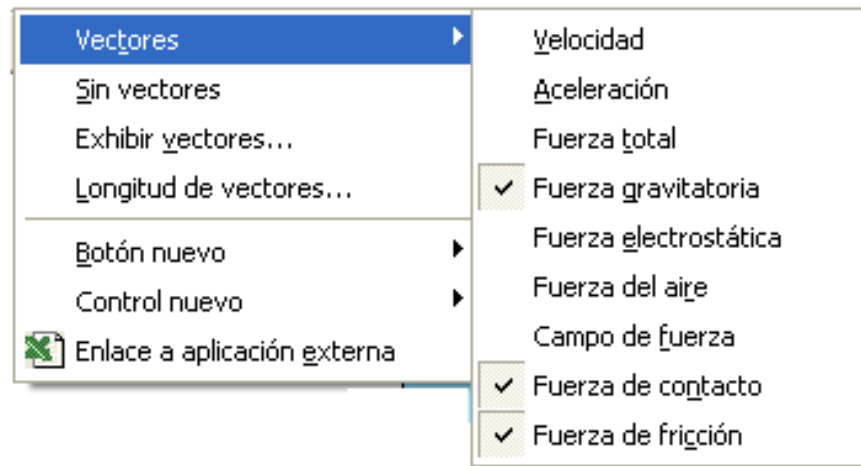 Vectores
Sin vectores
Exhibir vectores...
Longitud de vectores...
Botón nuevo
Control nuevo
Enlace a aplicación externa
Velocidad
Aceleración
Fuerza total
Fuerza gravitatoria
Fuerza electrostática
Fuerza del aire
Campo de fuerza
Fuerza de contacto
Fuerza de fricción